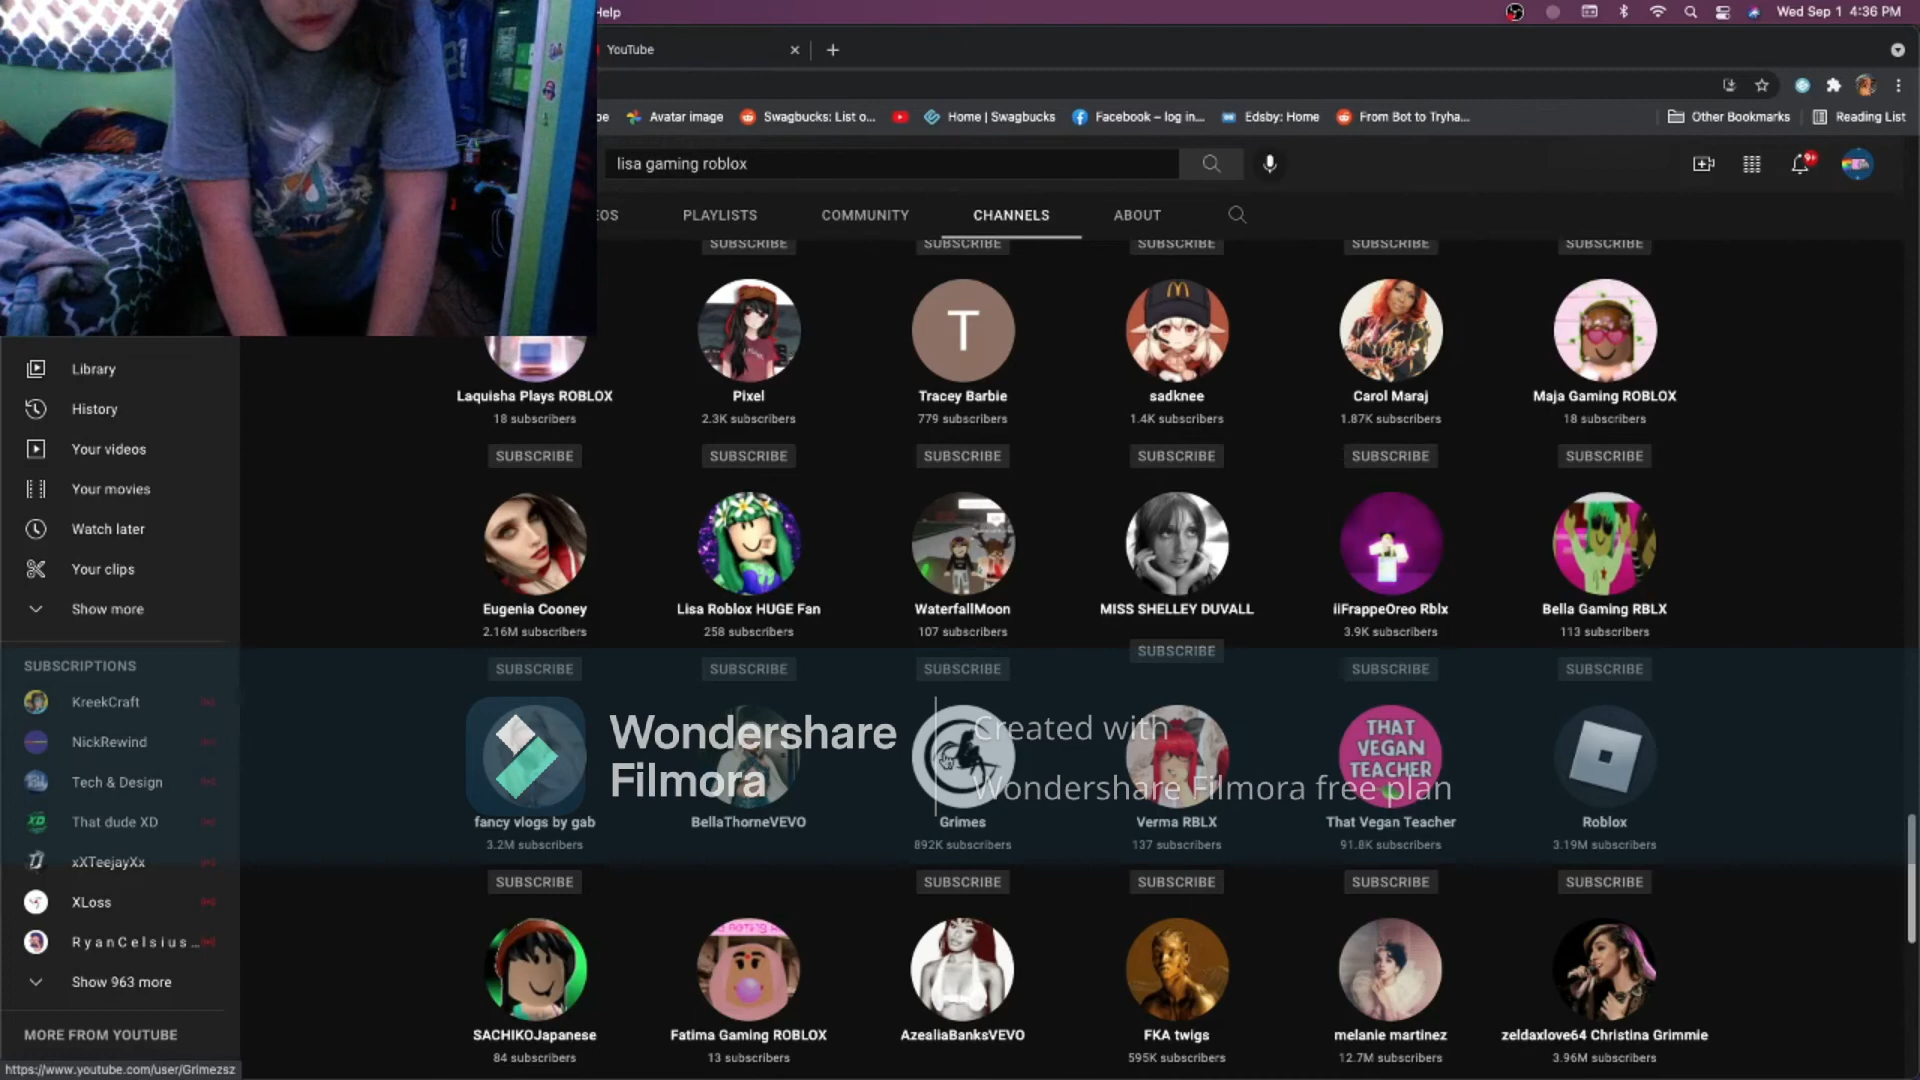 Help
Wed Sep 1 4:36 PM
YouTube
Avatar image
Swagbucks: List o...
Home | Swagbucks
Facebook – log in...
Edsby: Home
From Bot to Tryha...
Other Bookmarks
Reading List
lisa gaming roblox
9+
PLAYLISTS
COMMUNITY
CHANNELS
ABOUT
SUBSCRIBE
SUBSCRIBE
SUBSCRIBE
SUBSCRIBE
SUBSCRIBE
T
Laquisha Plays ROBLOX
Pixel
Tracey Barbie
sadknee
Carol Maraj
Maja Gaming ROBLOX
18 subscribers
2.3K subscribers
779 subscribers
1.4K subscribers
1.87K subscribers
18 subscribers
SUBSCRIBE
SUBSCRIBE
SUBSCRIBE
SUBSCRIBE
SUBSCRIBE
SUBSCRIBE
Library
History
Your videos
Your movies
Watch later
Your clips
Show more
Eugenia Cooney
Lisa Roblox HUGE Fan
WaterfallMoon
MISS SHELLEY DUVALL
iiFrappeOreo Rblx
Bella Gaming RBLX
2.16M subscribers
258 subscribers
107 subscribers
3.9K subscribers
113 subscribers
SUBSCRIBE
SUBSCRIBE
SUBSCRIBE
SUBSCRIBE
SUBSCRIBE
SUBSCRIBE
SUBSCRIPTIONS
KreekCraft
NickRewind
Tech & Design
That dude XD
xXTeejayXx
XLoss
RyanCelsius...
Show 963 more
MORE FROM YOUTUBE
Wondershare
Filmora
Created with
Wondershare Filmora free plan
THAT
VEGAN
TEACHER
fancy vlogs by gab
BellaThorneVEVO
Grimes
Verma RBLX
That Vegan Teacher
Roblox
3.2M subscribers
892K subscribers
137 subscribers
91.8K subscribers
3.19M subscribers
SUBSCRIBE
SUBSCRIBE
SUBSCRIBE
SUBSCRIBE
SUBSCRIBE
SACHIKOJapanese
Fatima Gaming ROBLOX
AzealiaBanksVEVO
FKA twigs
melanie martinez
zeldaxlove64 Christina Grimmie
84 subscribers
13 subscribers
595K subscribers
12.7M subscribers
3.96M subscribers
https://www.youtube.com/user/Grimezsz